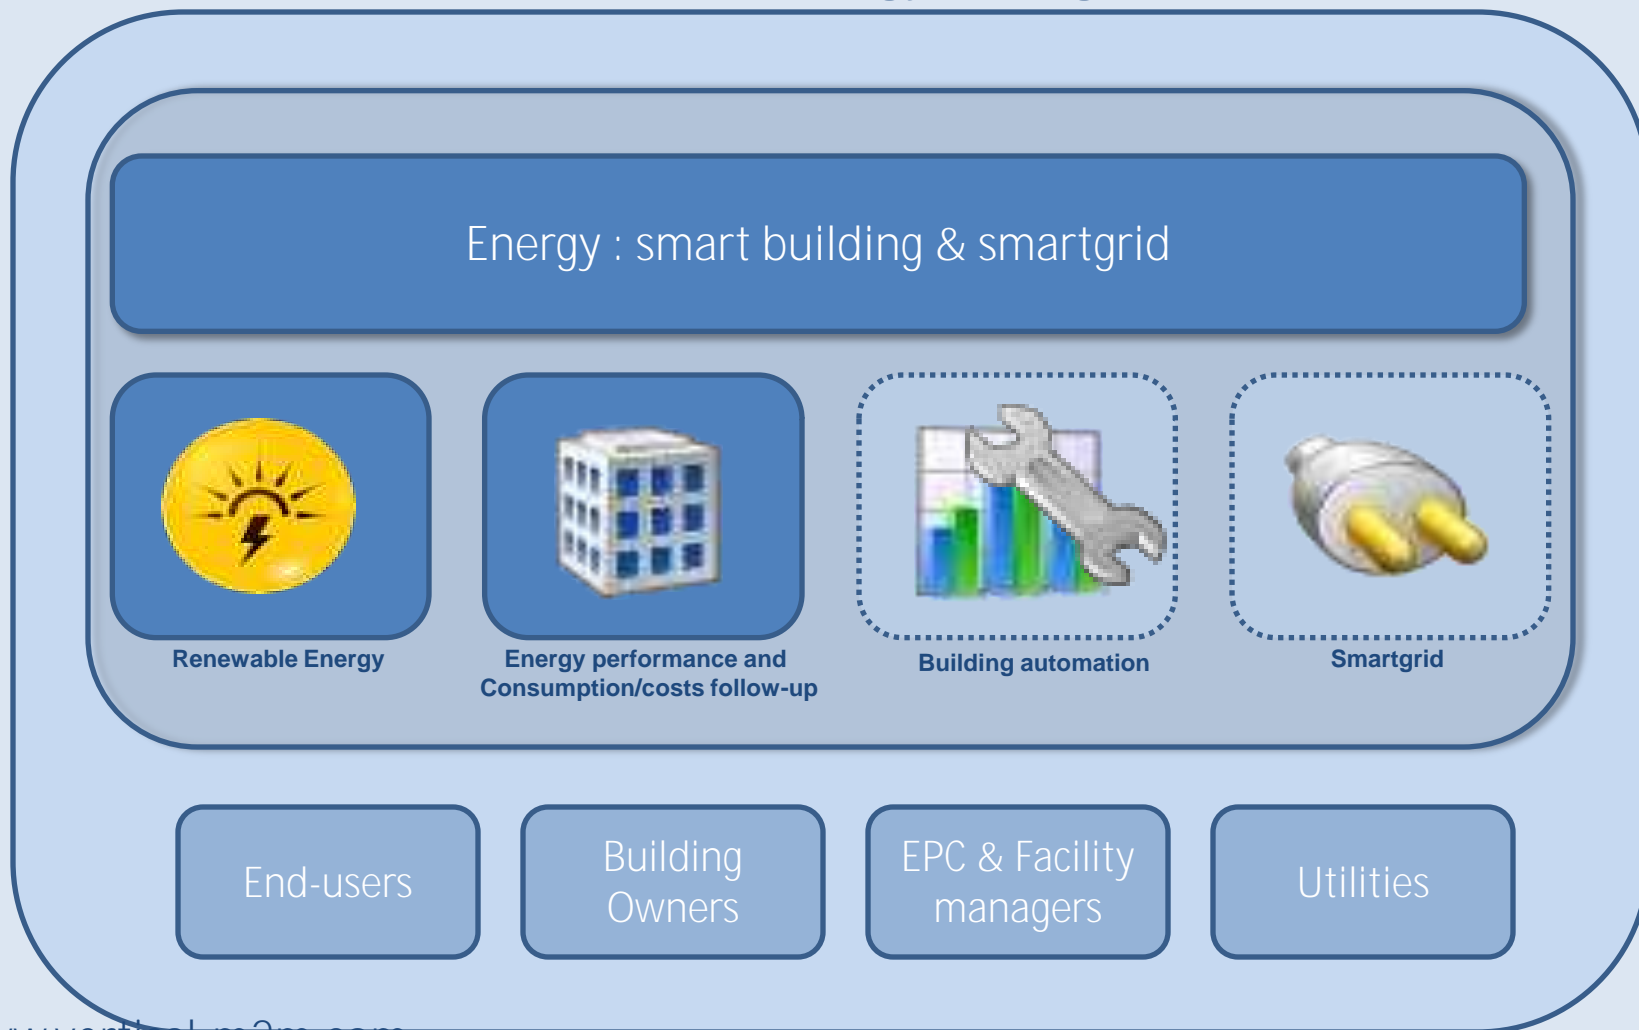 Energy : smart building & smartgrid
Renewable Energy
Energy performance and
Consumption/costs follow-up
Building automation
Smartgrid
End-users
Building
Owners
EPC & Facility
managers
Utilities